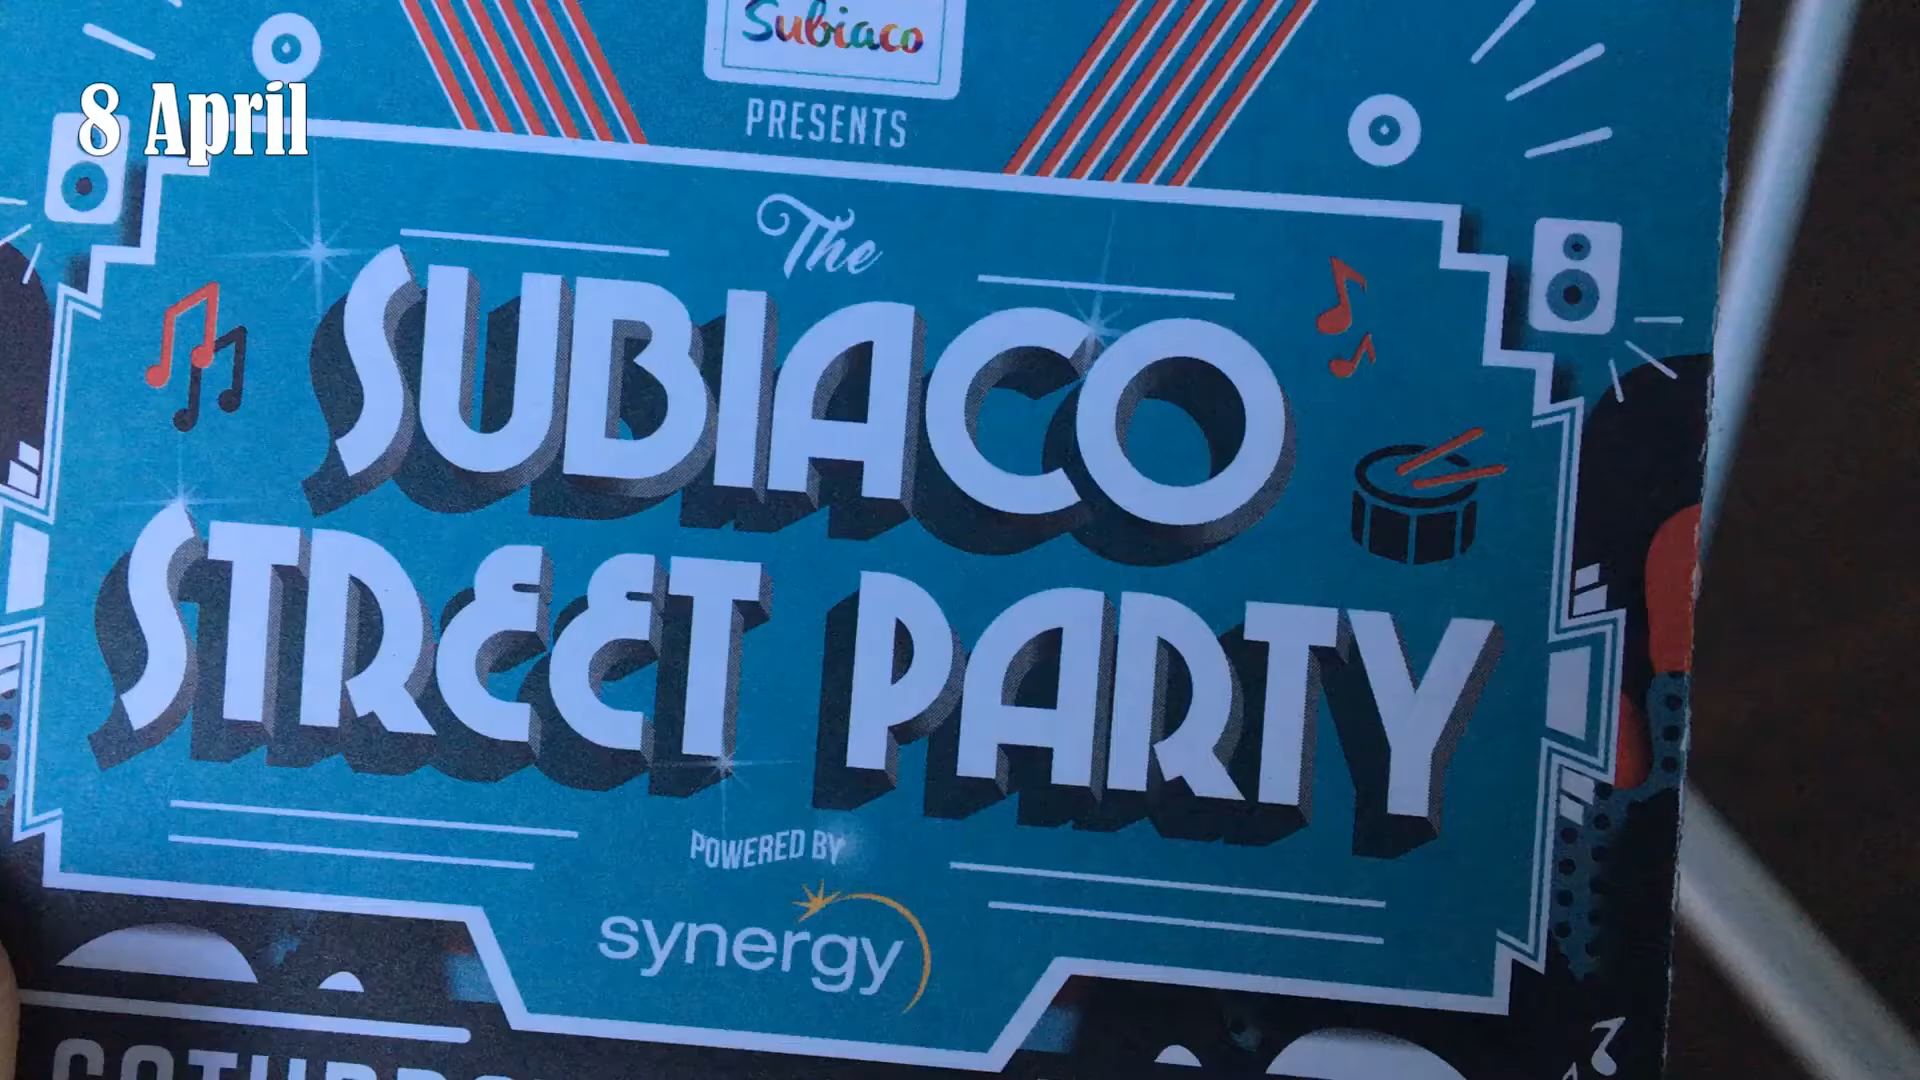 Subiaco
8 April
PRESENTS
The
SUBIACO
STREET PARTY
POWERED BY
synergy